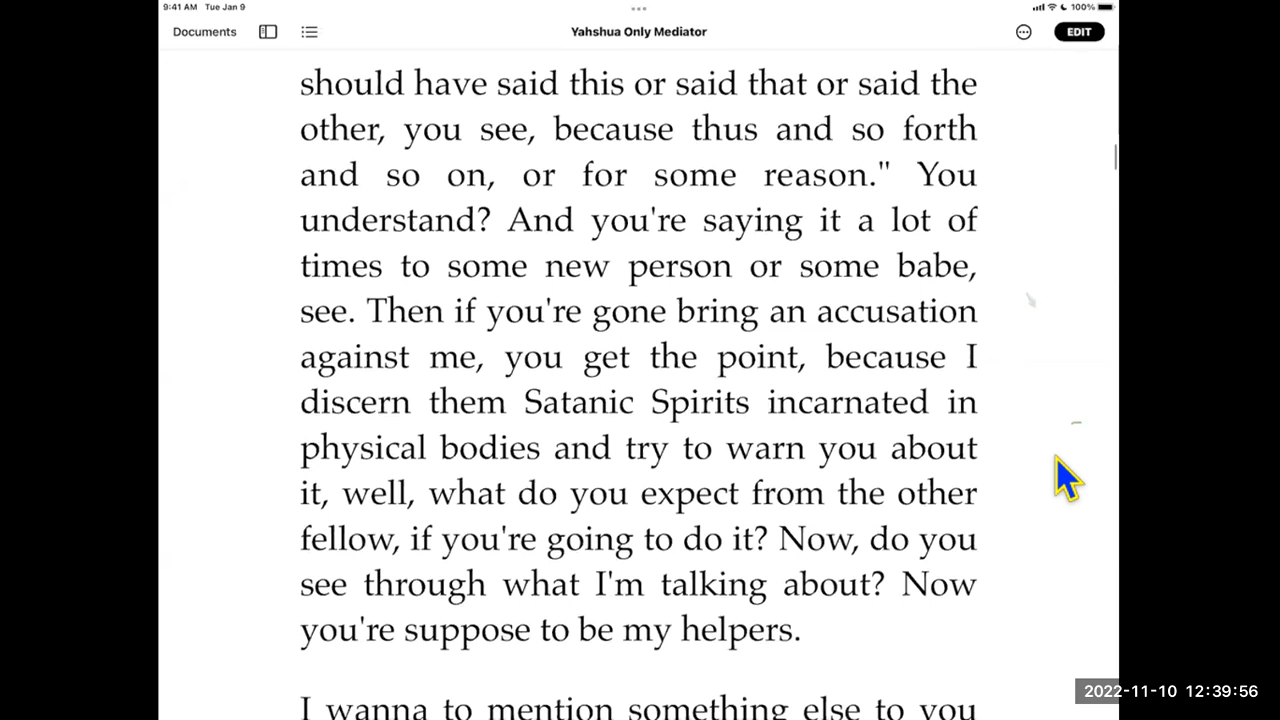 9:41 AM Tue Jan 9
100%
Documents
Yahshua Only Mediator
EDIT
should have said this or said that or said the
other, you see, because thus and so forth
and so on, or for some reason." You
understand? And you're saying it a lot of
times to some new person or some babe,
see. Then if you're gone bring an accusation
against me, you get the point, because I
discern them Satanic Spirits incarnated in
physical bodies and try to warn you about
it, well, what do you expect from the other
fellow, if you're going to do it? Now, do you
see through what I'm talking about? Now
you're suppose to be my helpers.
I wanna to mention something else to you
2022-11-10 12:39:56